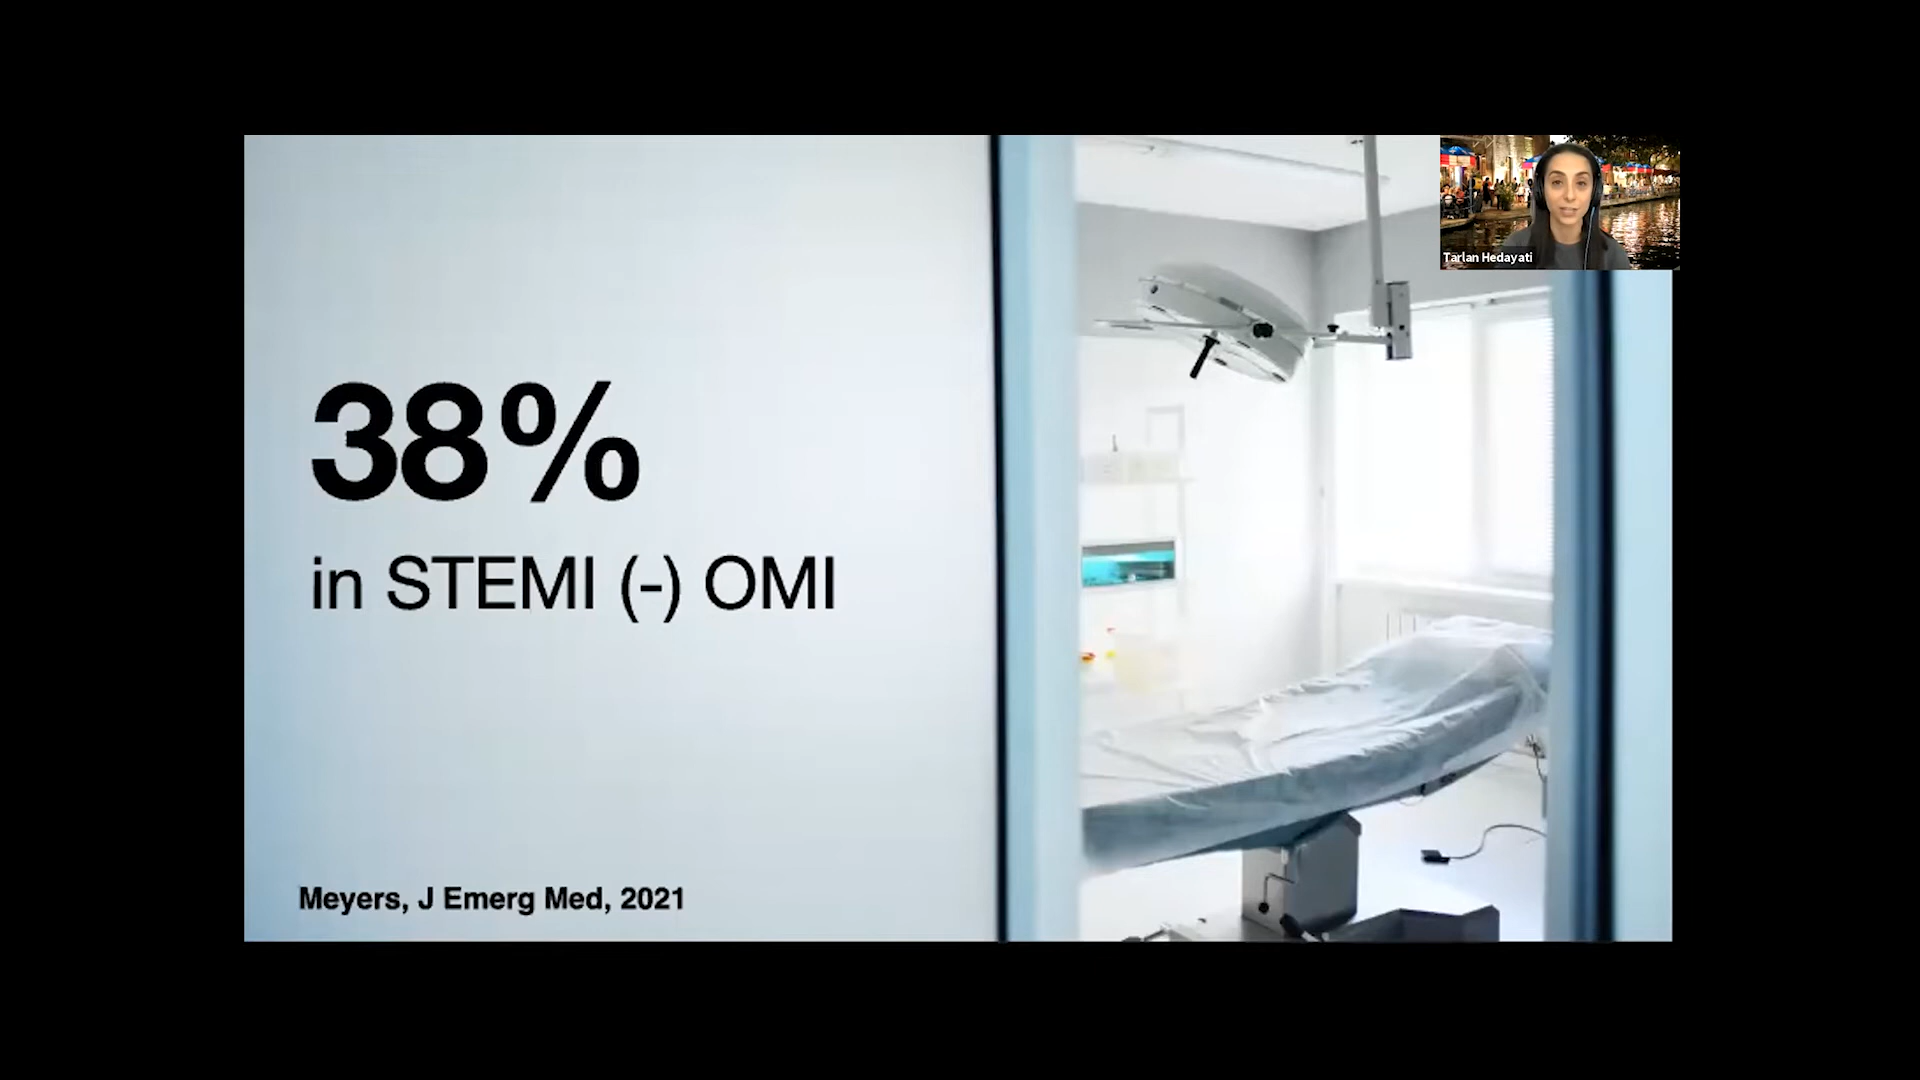 Tarlan Hedayati
38%
in STEMI (-) OMI
Meyers, J Emerg Med, 2021